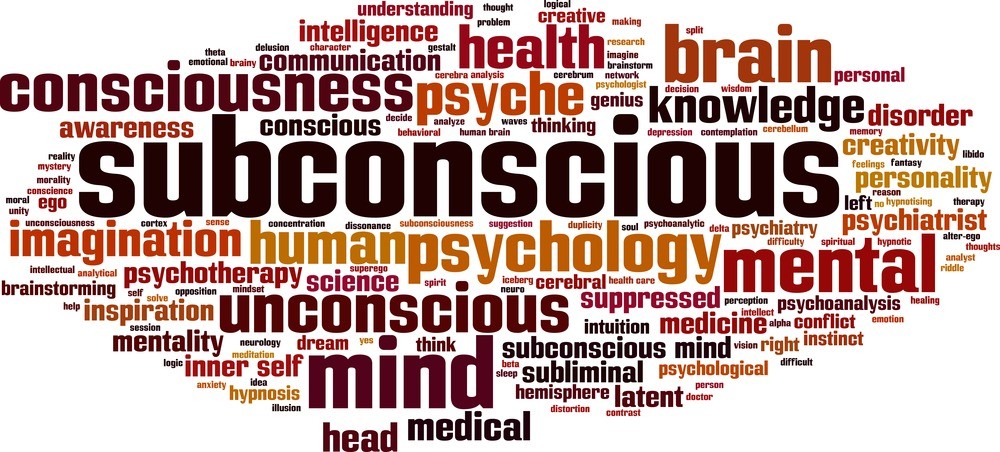 understanding
thought
logical
creative
making
problem
intelligence
character
gestalt
health
research
split
brain
personal
theta
delusion
emotional
brainy
communication
imagine
brainstorm
cerebra analysis
cerebrum
network
consciousness
psyche
psychologist
genius
decision
wisdom
knowledge
disorder
awareness
conscious
decide
analyze
waves
thinking
behavioral
human brain
depression
contemplation
cerebellum
memory
subconscious
creativity
libido
reality
mystery
feelings
fantasy
morality
personality
conscience
moral
ego
unity
reason
left
no
hypnotising
therapy
psychiatrist
unconsciousness
cortex
sense
concentration
dissonance
subconsciousness
suggestion
duplicity
soul
psychoanalytic
delta
psychiatry
alter-ego
imagination
human
psychology
difficulty
spiritual
hypnotic
thoughts
mental
analyst
riddle
intellectual
analytical
psychotherapy
superego
science
spirit
iceberg
cerebral
health care
neuro
brainstorming
self
opposition
mindset
suppressed
perception
psychoanalysis
healing
help
solve
inspiration
unconscious
intellect
session
intuition
medicine
alpha
conflict
emotion
mentality
neurology
dream
yes
think
subconscious mind
vision
right
instinct
meditation
logic
inner self
mind
beta
sleep
subliminal
psychological
difficult
anxiety
idea
hypnosis
hemisphere
latent
person
doctor
illusion
distortion
contrast
head
medical